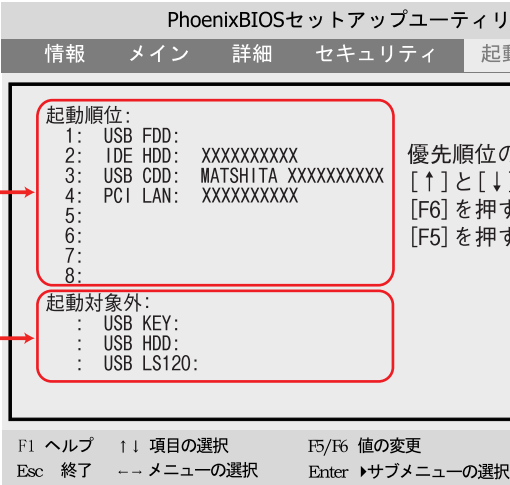 PhoenixBIOSセットアップユーティリ
情報 メイン 詳細 セキュリティ 起動
起動順位:
1: USB FDD:
2: IDE HDD: XXXXXXXXXX
3: USB CDD: MATSHITA XXXXXXXXXX
4: PCI LAN: XXXXXXXXXX
5:
6:
7:
8:
起動対象外:
: USB KEY:
: USB HDD:
: USB LS120:
優先順位の
[↑]と[↓]
[F6]を押す
[F5]を押す
F1 ヘルプ ↑↓ 項目の選択 F5/F6 値の変更
Esc 終了 ←→ メニューの選択 Enter ▶サブメニューの選択